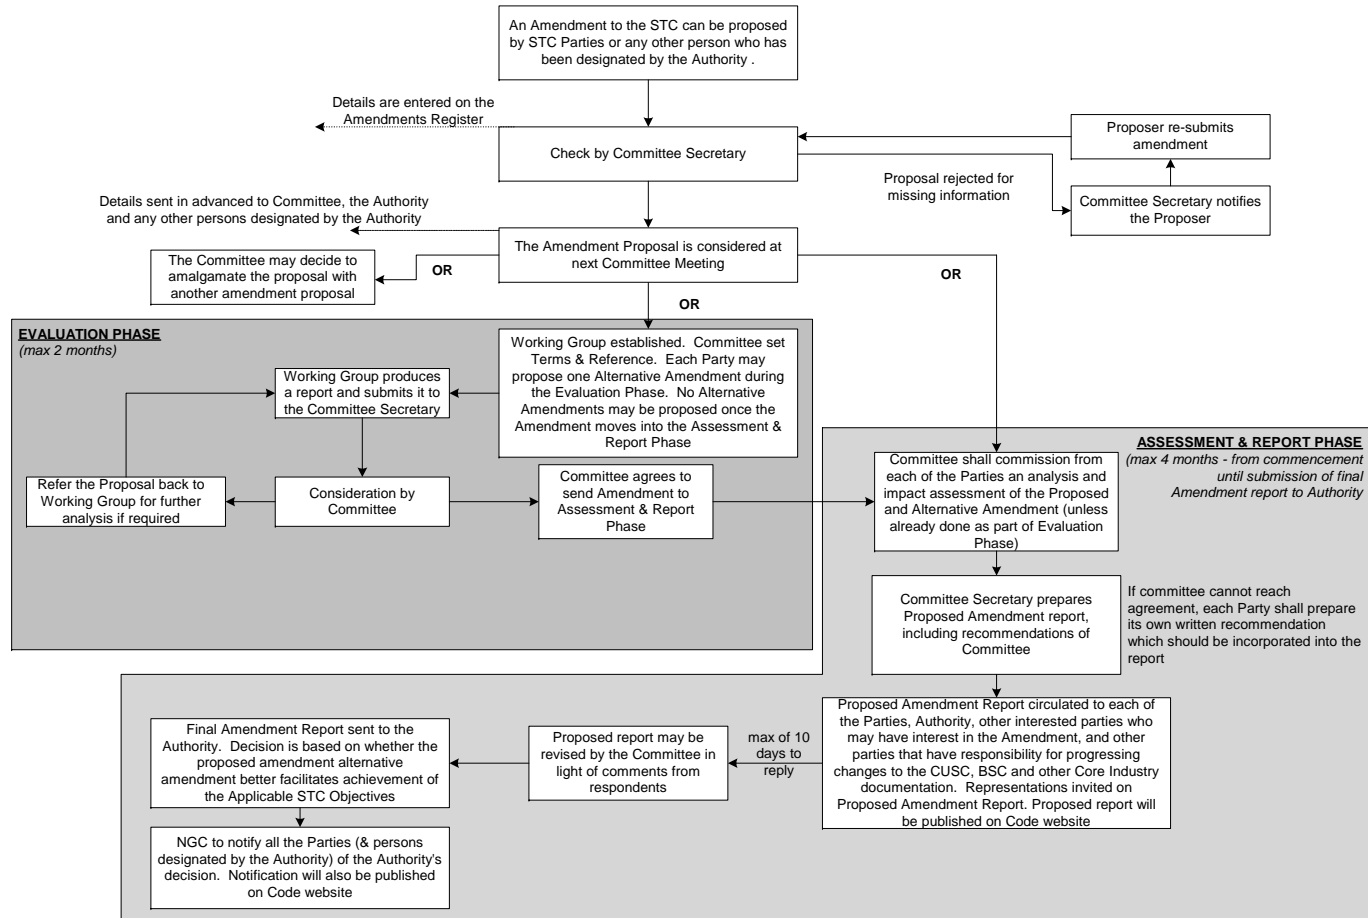 An Amendment to the STC can be proposed
by STC Parties or any other person who has
been designated by the Authority .
Details are entered on the
Amendments Register
Check by Committee Secretary
Proposer re-submits
amendment
Proposal rejected for
missing information
Committee Secretary notifies
the Proposer
Details sent in advanced to Committee, the Authority
and any other persons designated by the Authority
The Amendment Proposal is considered at
next Committee Meeting
The Committee may decide to
amalgamate the proposal with
another amendment proposal
OR
OR
OR
EVALUATION PHASE
(max 2 months)
Working Group established. Committee set
Terms & Reference. Each Party may
propose one Alternative Amendment during
the Evaluation Phase. No Alternative
Amendments may be proposed once the
Amendment moves into the Assessment &
Report Phase
Working Group produces
a report and submits it to
the Committee Secretary
Refer the Proposal back to
Working Group for further
analysis if required
Consideration by
Committee
Committee agrees to
send Amendment to
Assessment & Report
Phase
ASSESSMENT & REPORT PHASE
(max 4 months - from commencement
until submission of final
Amendment report to Authority
Committee shall commission from
each of the Parties an analysis and
impact assessment of the Proposed
and Alternative Amendment (unless
already done as part of Evaluation
Phase)
Committee Secretary prepares
Proposed Amendment report,
including recommendations of
Committee
If committee cannot reach
agreement, each Party shall prepare
its own written recommendation
which should be incorporated into the
report
Proposed Amendment Report circulated to each of
the Parties, Authority, other interested parties who
may have interest in the Amendment, and other
parties that have responsibility for progressing
changes to the CUSC, BSC and other Core Industry
documentation. Representations invited on
Proposed Amendment Report. Proposed report will
be published on Code website
max of 10
days to
reply
Proposed report may be
revised by the Committee in
light of comments from
respondents
Final Amendment Report sent to the
Authority. Decision is based on whether the
proposed amendment alternative
amendment better facilitates achievement of
the Applicable STC Objectives
NGC to notify all the Parties (& persons
designated by the Authority) of the Authority's
decision. Notification will also be published
on Code website